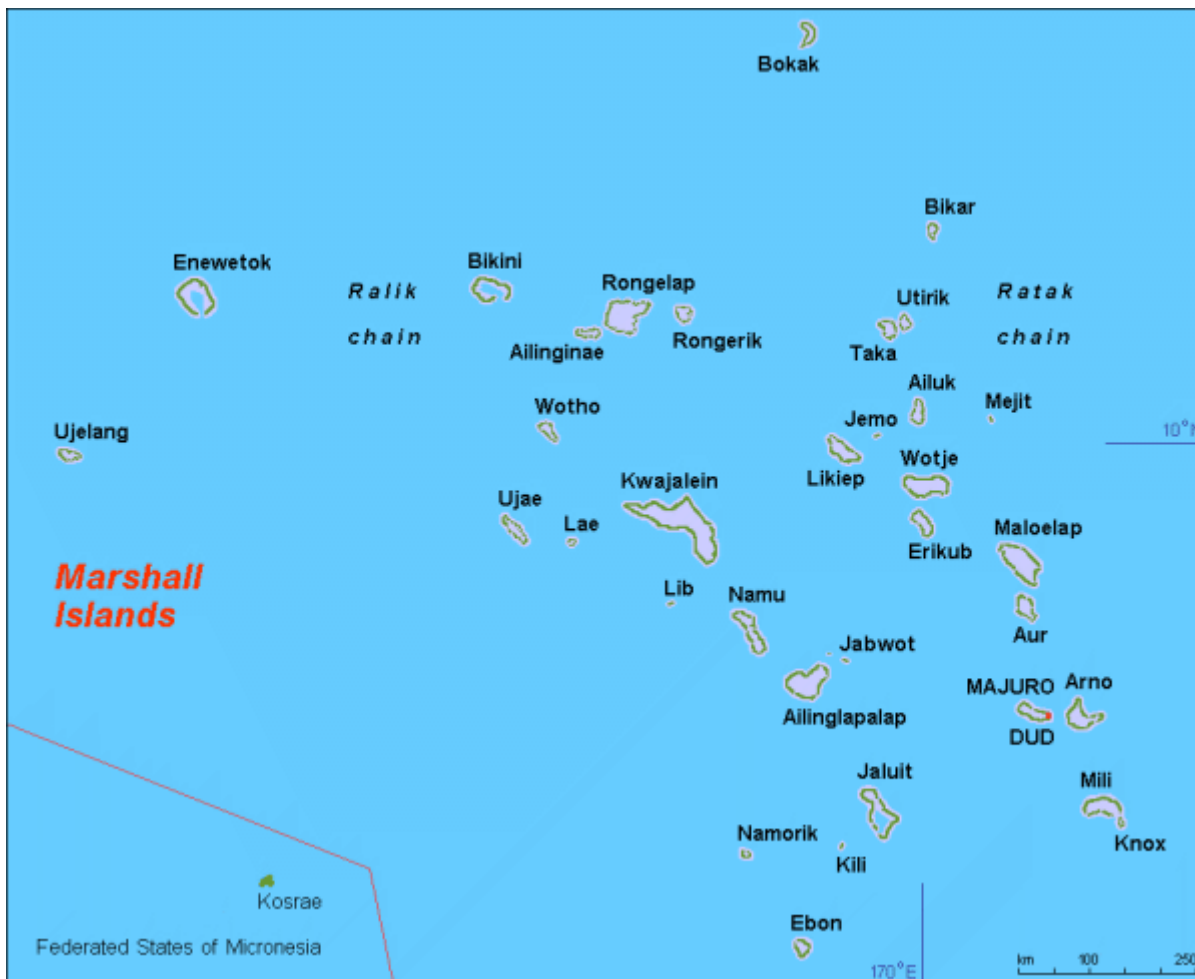 Bokak
Bikar
Enewetok
Bikini
Rongelap
Ralik
chain
Utirik
Ratak
chain
Rongerik
Ailinginae
Taka
Ailuk
Mejit
Wotho
Jemo
Ujelang
10°N
Likiep
Wotje
Kwajalein
Ujae
Lae
Erikub
Maloelap
Marshall
Islands
Lib
Namu
Aur
Jabwot
MAJURO
Arno
Ailinglapalap
DUD
Jaluit
Mili
Namorik
Kili
Knox
Kosrae
Ebon
Federated States of Micronesia
170°E
km 100 250